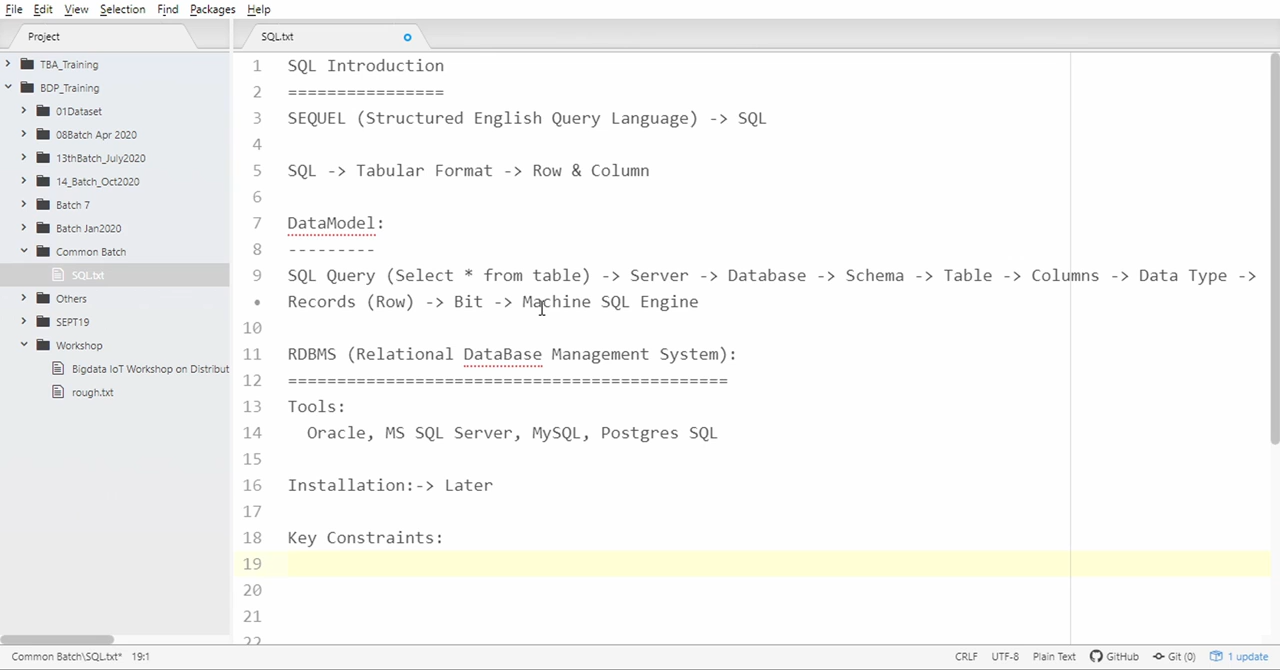 File Edit View Selection Find Packages Help
Project
SQL.txt
TBA_Training
BDP_Training
01Dataset
08Batch Apr 2020
13thBatch_July2020
14_Batch_Oct2020
Batch 7
Batch Jan2020
Common Batch
SQL.txt
Others
SEPT19
Workshop
Bigdata IoT Workshop on Distribut
rough.txt
1 SQL Introduction
2 ================
3 SEQUEL (Structured English Query Language) -> SQL
4
5 SQL -> Tabular Format -> Row & Column
6
7 DataModel:
8 ---------
9 SQL Query (Select * from table) -> Server -> Database -> Schema -> Table -> Columns -> Data Type ->
• Records (Row) -> Bit -> Machine SQL Engine
10
11 RDBMS (Relational DataBase Management System):
12 =============================================
13 Tools:
14 Oracle, MS SQL Server, MySQL, Postgres SQL
15
16 Installation:-> Later
17
18 Key Constraints:
19
20
21
22
Common Batch\SQL.txt* 19:1 CRLF UTF-8 Plain Text GitHub Git (0) 1 update